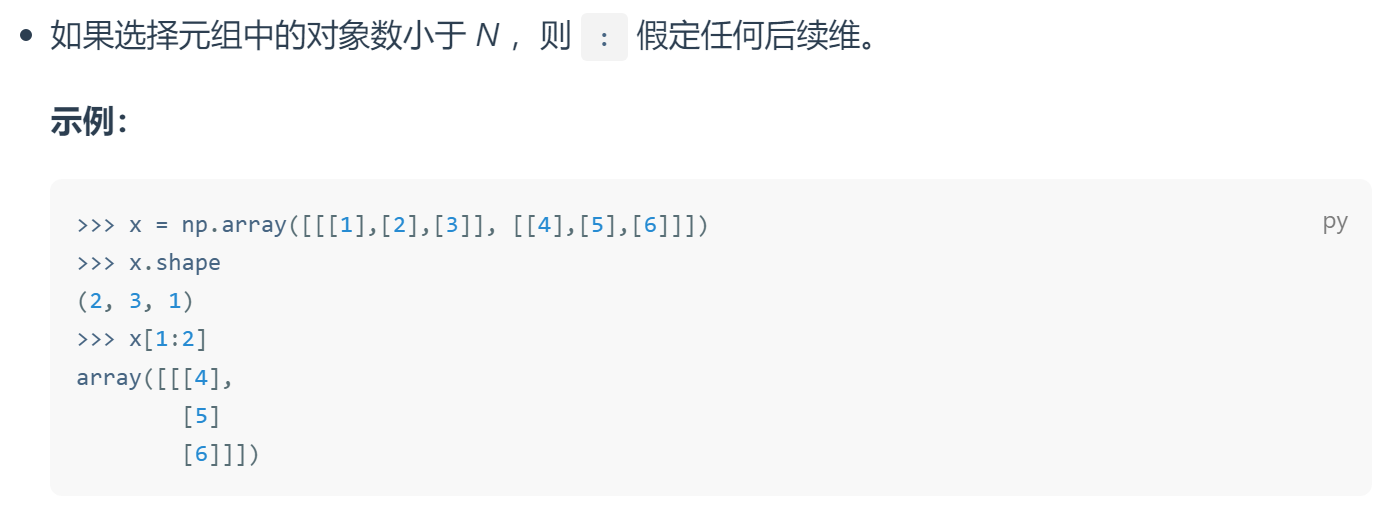 如果选择元组中的对象数小于 N ，则 : 假定任何后续维。
示例：
py
>>> x = np.array([[[1],[2],[3]], [[4],[5],[6]]])
>>> x.shape
(2, 3, 1)
>>> x[1:2]
array([[[4],
        [5]
        [6]]])